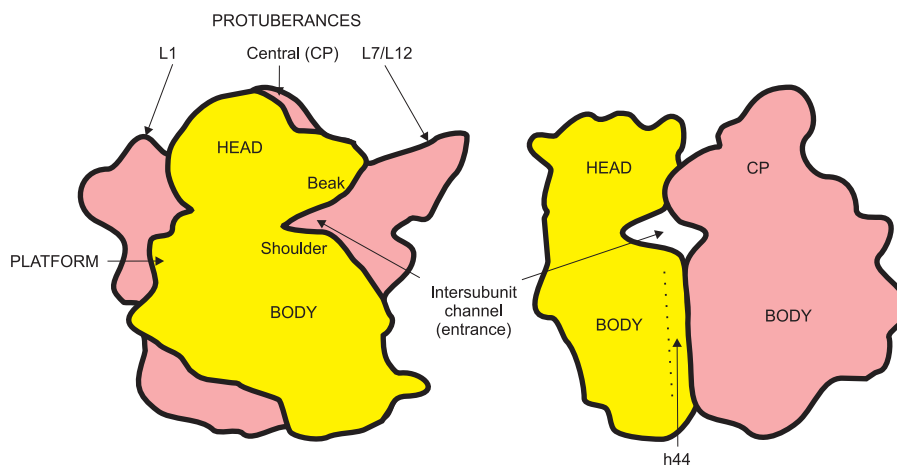 PROTUBERANCES
L1
Central (CP)
L7/L12
HEAD
Beak
Shoulder
PLATFORM
BODY
Intersubunit
channel
(entrance)
HEAD
CP
BODY
BODY
h44